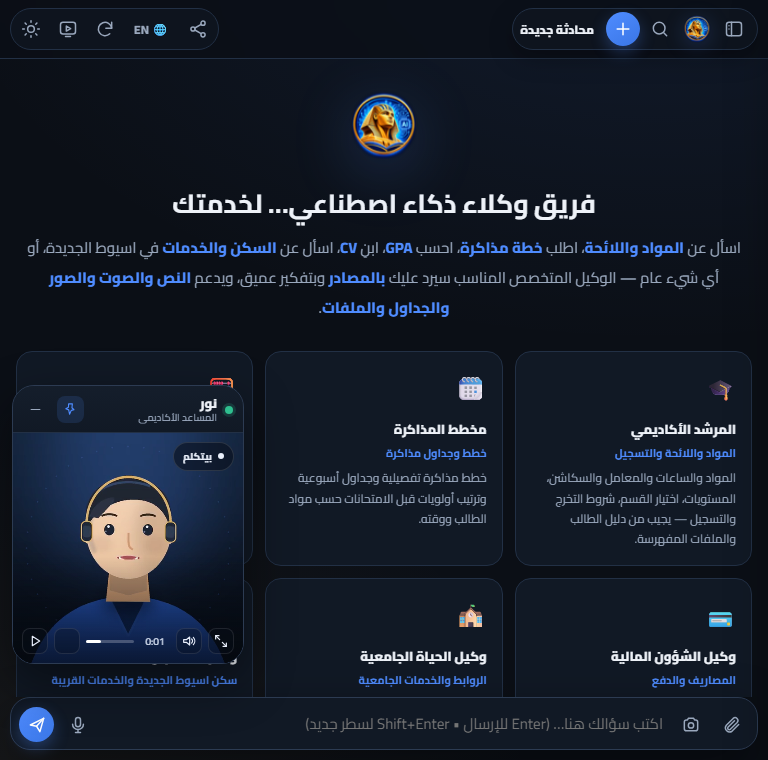 محادثة جديدة
EN
AI
فريق وكلاء ذكاء اصطناعي... لخدمتك
اسأل عن المواد واللائحة، اطلب خطة مذاكرة، احسب GPA، ابنِ CV، اسأل عن السكن والخدمات في اسيوط الجديدة، أو
أي شيء عام — الوكيل المتخصص المناسب سيرد عليك بالمصادر وبتفكير عميق، ويدعم النص والصوت والصور
والجداول والملفات.
المرشد الأكاديمي
المواد واللائحة والتسجيل
المواد والساعات والمعامل والسكاشن،
المستويات، اختيار القسم، شروط التخرج
والتسجيل — يجيب من دليل الطالب
والملفات المفهرسة.
مخطط المذاكرة
خطط وجداول مذاكرة
خطط مذاكرة تفصيلية وجداول أسبوعية
وترتيب أولويات قبل الامتحانات حسب مواد
الطالب ووقته.
نور
المساعد الأكاديمي
بيتكلم
0:01
وكيل الشؤون المالية
المصاريف والدفع
وكيل الحياة الجامعية
الروابط والخدمات الجامعية
سكن اسيوط الجديدة والخدمات القريبة
اكتب سؤالك هنا... (Enter للإرسال • Shift+Enter لسطر جديد)